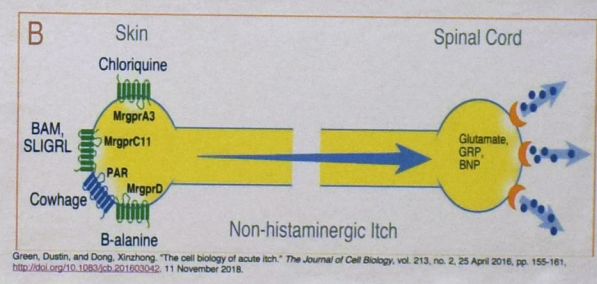 B
Skin
Spinal Cord
Chloriquine
MrgprA3
BAM,
SLIGRL
MrgprC11
PAR
MrgprD
Cowhage
B-alanine
Glutamate,
GRP,
BNP
Non-histaminergic Itch
Green, Dustin, and Dong, Xinzhong. "The cell biology of acute itch." The Journal of Cell Biology, vol. 213, no. 2, 25 April 2016, pp. 155-161,
http://doi.org/10.1083/jcb.201603042. 11 November 2018.